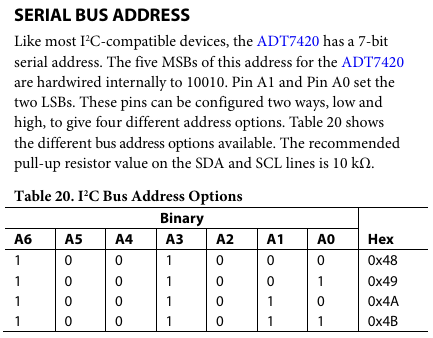 SERIAL BUS ADDRESS
Like most I²C-compatible devices, the ADT7420 has a 7-bit
serial address. The five MSBs of this address for the ADT7420
are hardwired internally to 10010. Pin A1 and Pin A0 set the
two LSBs. These pins can be configured two ways, low and
high, to give four different address options. Table 20 shows
the different bus address options available. The recommended
pull-up resistor value on the SDA and SCL lines is 10 kΩ.
Table 20. I²C Bus Address Options
Binary
A6 A5 A4 A3 A2 A1 A0 Hex
1 0 0 1 0 0 0 0x48
1 0 0 1 0 0 1 0x49
1 0 0 1 0 1 0 0x4A
1 0 0 1 0 1 1 0x4B